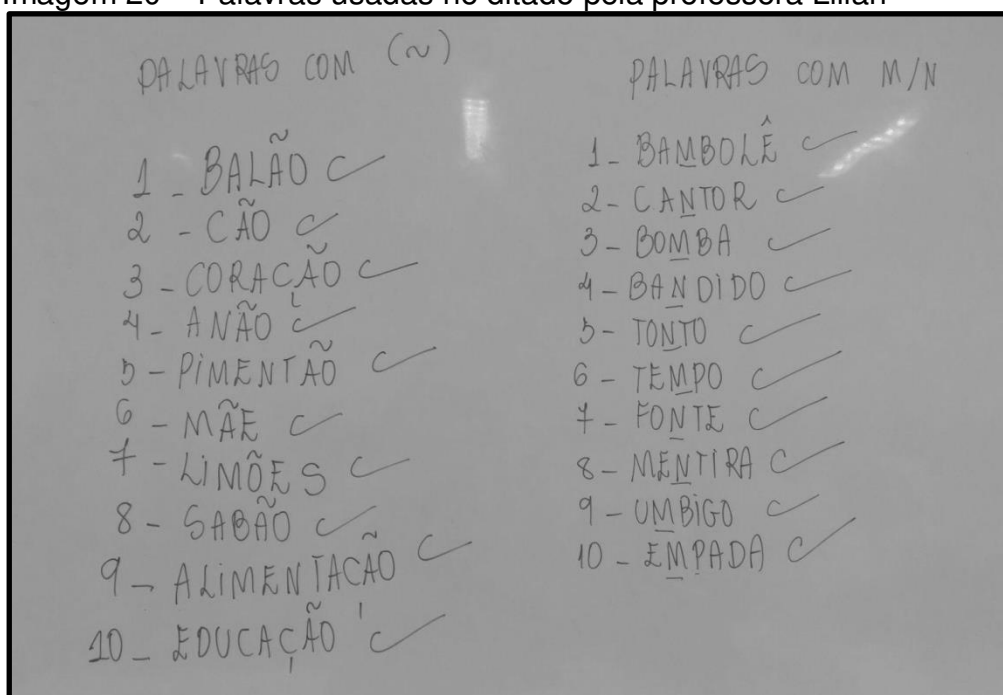 Imagem 20 – Palavras usadas no ditado pela professora Lilian
PALAVRAS COM (~)
1 - BALÃO
2 - CÃO
3 - CORAÇÃO
4 - ANÃO
5 - PIMENTÃO
6 - MÃE
7 - LIMÕES
8 - SABÃO
9 - ALIMENTAÇÃO
10 - EDUCAÇÃO
PALAVRAS COM M/N
1 - BAMBOLÊ
2 - CANTOR
3 - BOMBA
4 - BANDIDO
5 - TONTO
6 - TEMPO
7 - FONTE
8 - MENTIRA
9 - UMBIGO
10 - EMPADA